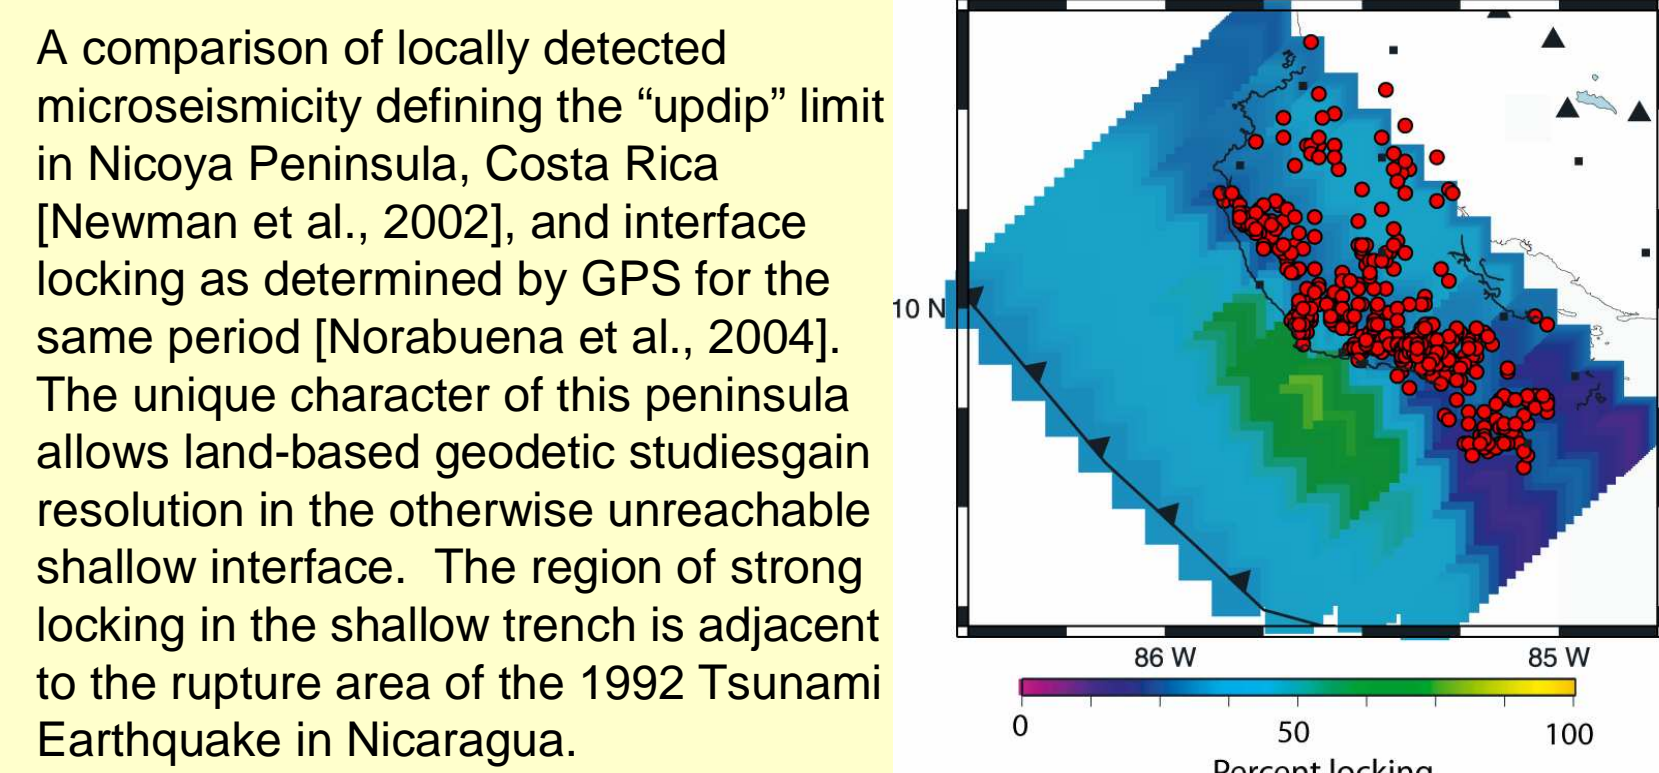 A comparison of locally detected
microseismicity defining the “updip” limit
in Nicoya Peninsula, Costa Rica
[Newman et al., 2002], and interface
locking as determined by GPS for the
same period [Norabuena et al., 2004].
The unique character of this peninsula
allows land-based geodetic studiesgain
resolution in the otherwise unreachable
shallow interface.  The region of strong
locking in the shallow trench is adjacent
to the rupture area of the 1992 Tsunami
Earthquake in Nicaragua.
10 N
86 W 85 W
0 50 100
Percent locking